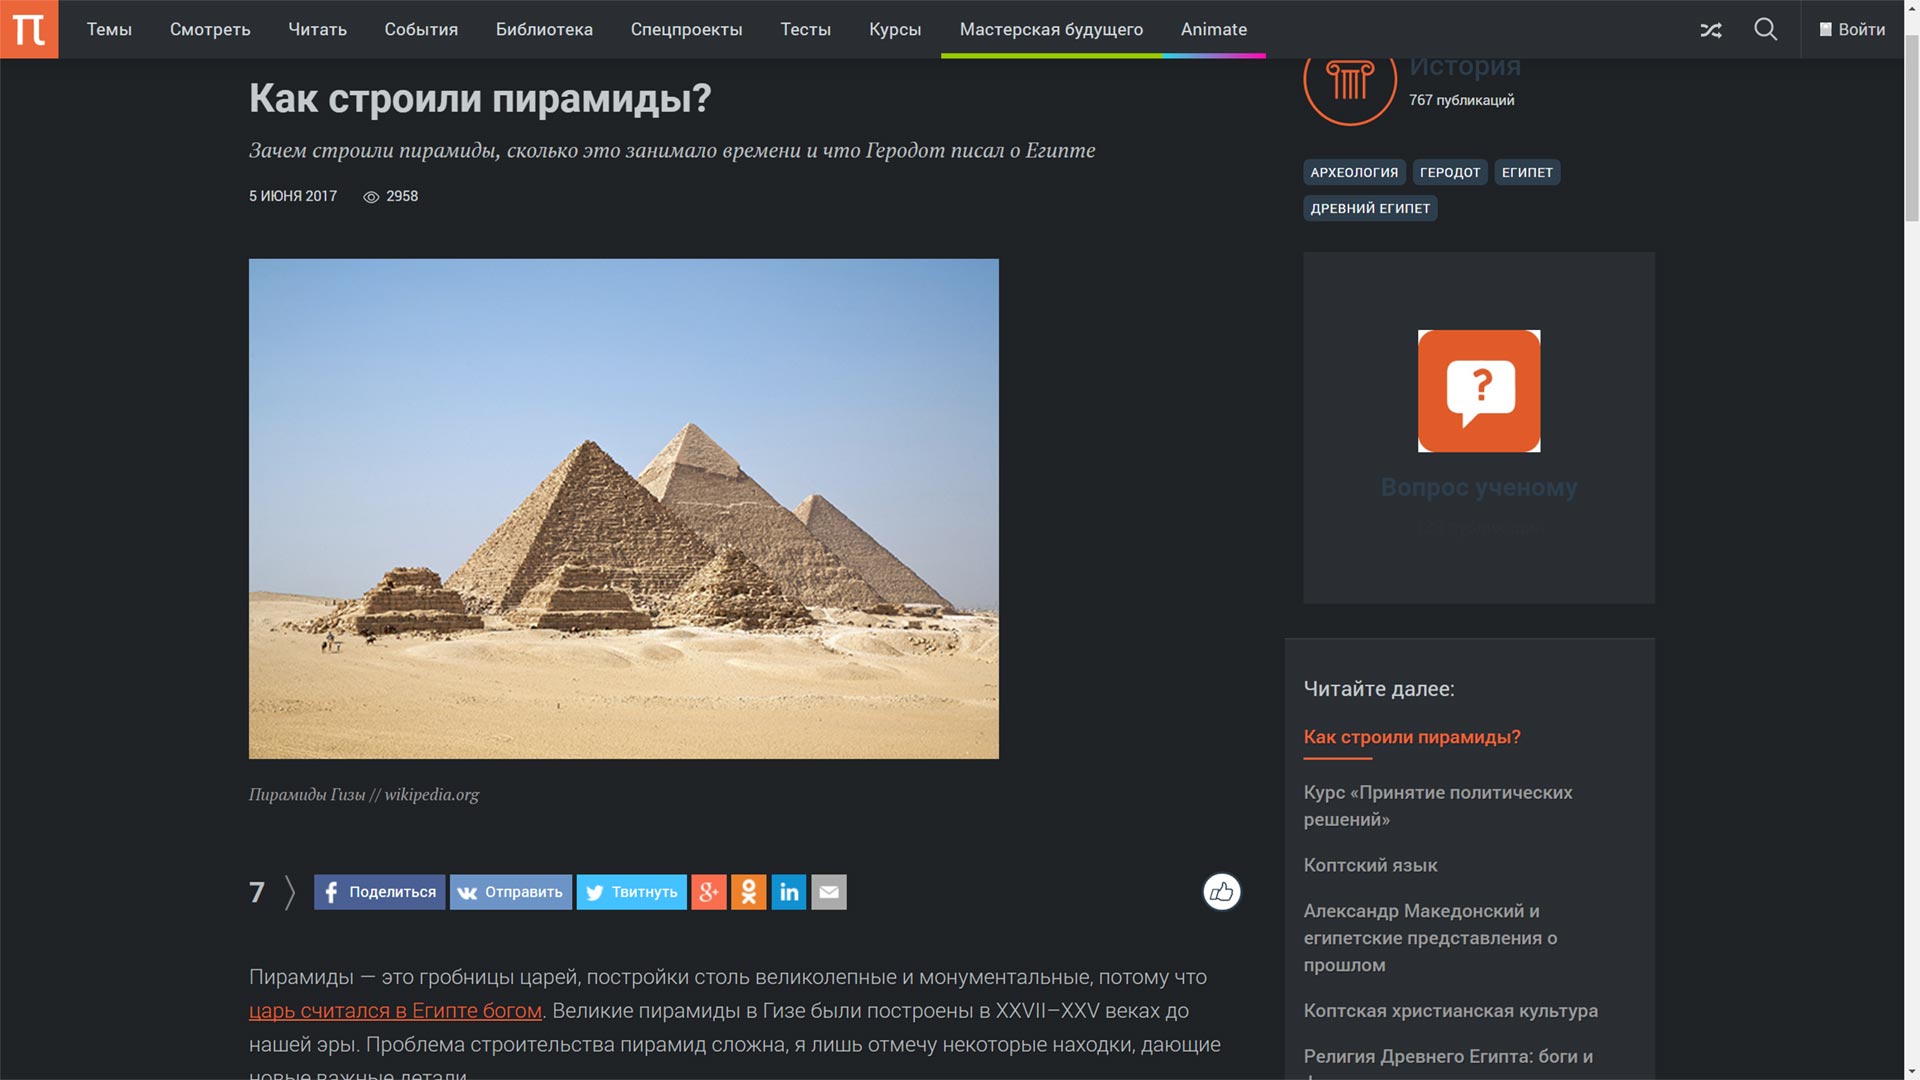 Темы Смотреть Читать События Библиотека Спецпроекты Тесты Курсы Мастерская будущего Animate Войти
Как строили пирамиды?
Зачем строили пирамиды, сколько это занимало времени и что Геродот писал о Египте
5 ИЮНЯ 2017 2958
Пирамиды Гизы // wikipedia.org
7 Поделиться Отправить Твитнуть
Пирамиды — это гробницы царей, постройки столь великолепные и монументальные, потому что
царь считался в Египте богом. Великие пирамиды в Гизе были построены в XXVII–XXV веках до
нашей эры. Проблема строительства пирамид сложна, я лишь отмечу некоторые находки, дающие
новые важные детали.
История
767 публикаций
АРХЕОЛОГИЯ ГЕРОДОТ ЕГИПЕТ
ДРЕВНИЙ ЕГИПЕТ
?
Вопрос ученому
Читайте далее:
Как строили пирамиды?
Курс «Принятие политических
решений»
Коптский язык
Александр Македонский и
египетские представления о
прошлом
Коптская христианская культура
Религия Древнего Египта: боги и